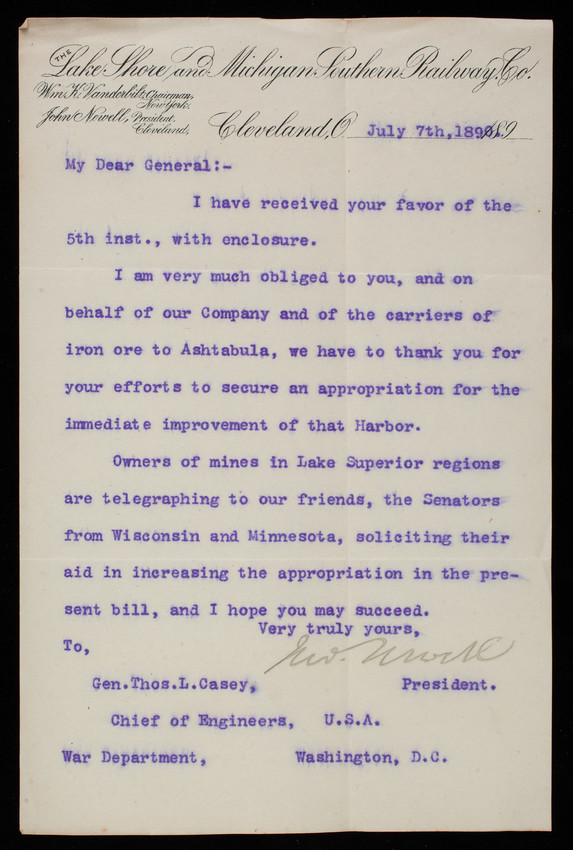 THE Lake Shore and Michigan Southern Railway Co.
Wm K. Vanderbilt, Chairman,
New York.
John Newell, President.
Cleveland,
Cleveland, O. July 7th, 1890. 189
My Dear General:-
I have received your favor of the
5th inst., with enclosure.
I am very much obliged to you, and on
behalf of our Company and of the carriers of
iron ore to Ashtabula, we have to thank you for
your efforts to secure an appropriation for the
immediate improvement of that Harbor.
Owners of mines in Lake Superior regions
are telegraphing to our friends, the Senators
from Wisconsin and Minnesota, soliciting their
aid in increasing the appropriation in the pre-
sent bill, and I hope you may succeed.
Very truly yours,
To, Jno. Newell
Gen.Thos.L.Casey, President.
Chief of Engineers, U.S.A.
War Department, Washington, D.C.